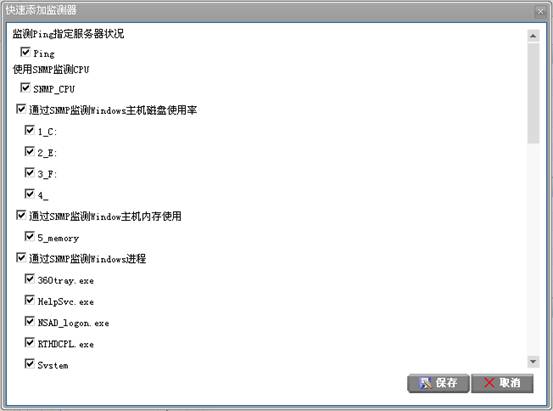 快速添加监测器
监测Ping指定服务器状况
Ping
使用SNMP监测CPU
SNMP_CPU
通过SNMP监测Windows主机磁盘使用率
1_C:
2_E:
3_F:
4_
通过SNMP监测Window主机内存使用
5_memory
通过SNMP监测Windows进程
360tray.exe
HelpSvc.exe
NSAD_logon.exe
RTHDCPL.exe
System
保存 取消